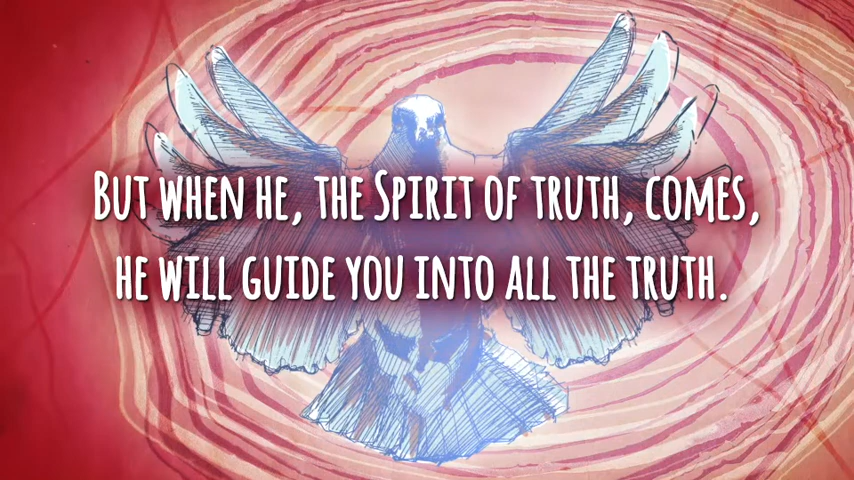 But when he, the Spirit of truth, comes,
he will guide you into all the truth.